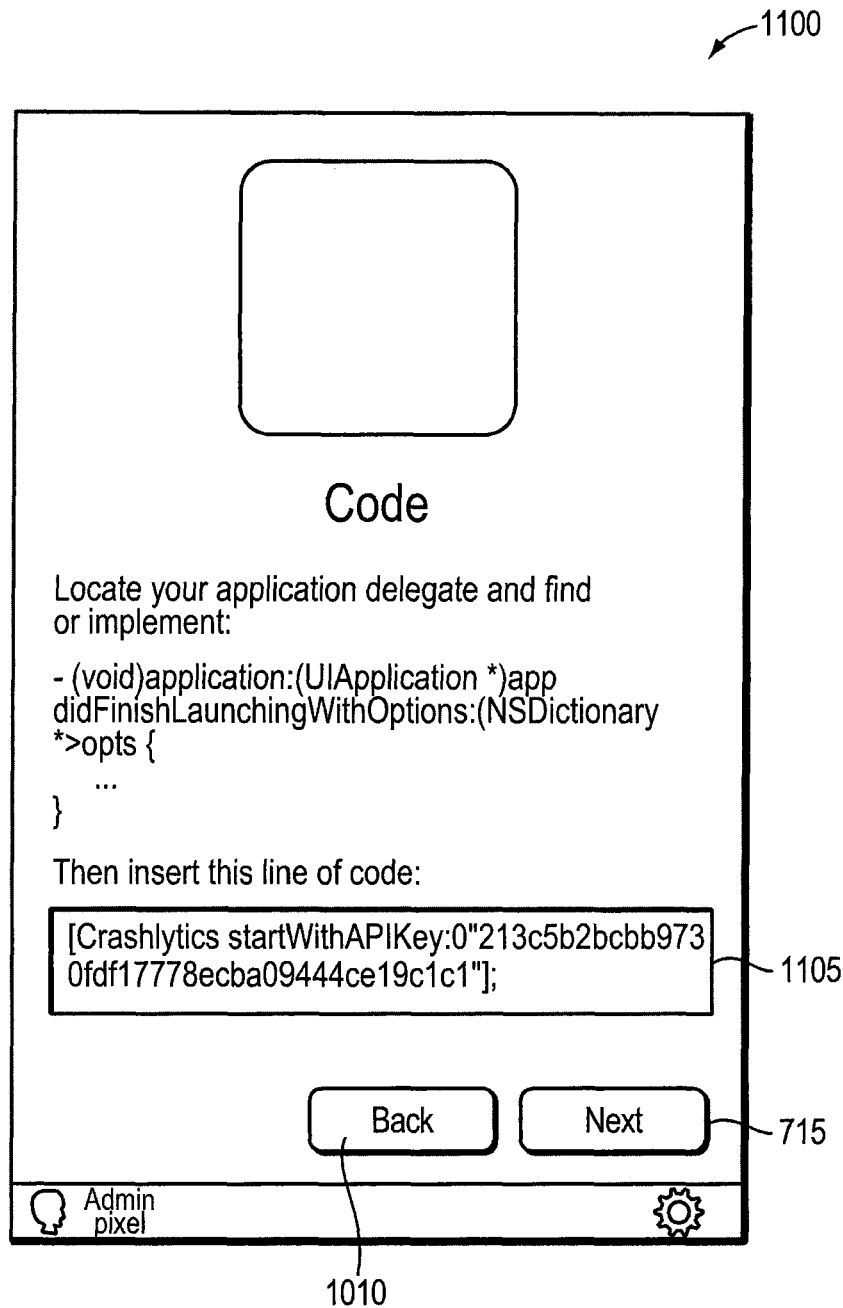 1100
Code
Locate your application delegate and find
or implement:
- (void)application:(UIApplication *)app
didFinishLaunchingWithOptions:(NSDictionary
*>opts {
...
}
Then insert this line of code:
[Crashlytics startWithAPIKey:0"213c5b2bcbb973
0fdf17778ecba09444ce19c1c1"];
1105
Back
Next
715
Admin
pixel
1010